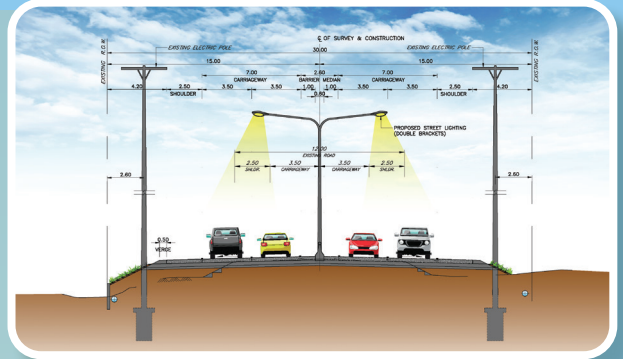 ℄ OF SURVEY & CONSTRUCTION
EXISTING R.O.W.
EXISTING ELECTRIC POLE
30.00
EXISTING ELECTRIC POLE
EXISTING R.O.W.
15.00
15.00
7.00
2.60
7.00
CARRIAGEWAY
BARRIER MEDIAN
CARRIAGEWAY
4.20
2.50
3.50
3.50
1.00
1.00
3.50
3.50
2.50
4.20
SHOULDER
0.60
SHOULDER
PROPOSED STREET LIGHTING
(DOUBLE BRACKETS)
12.00
EXISTING ROAD
2.50
3.50
3.50
2.50
SHLDR.
CARRIAGEWAY
CARRIAGEWAY
SHLDR.
2.60
2.50
0.50
VERGE